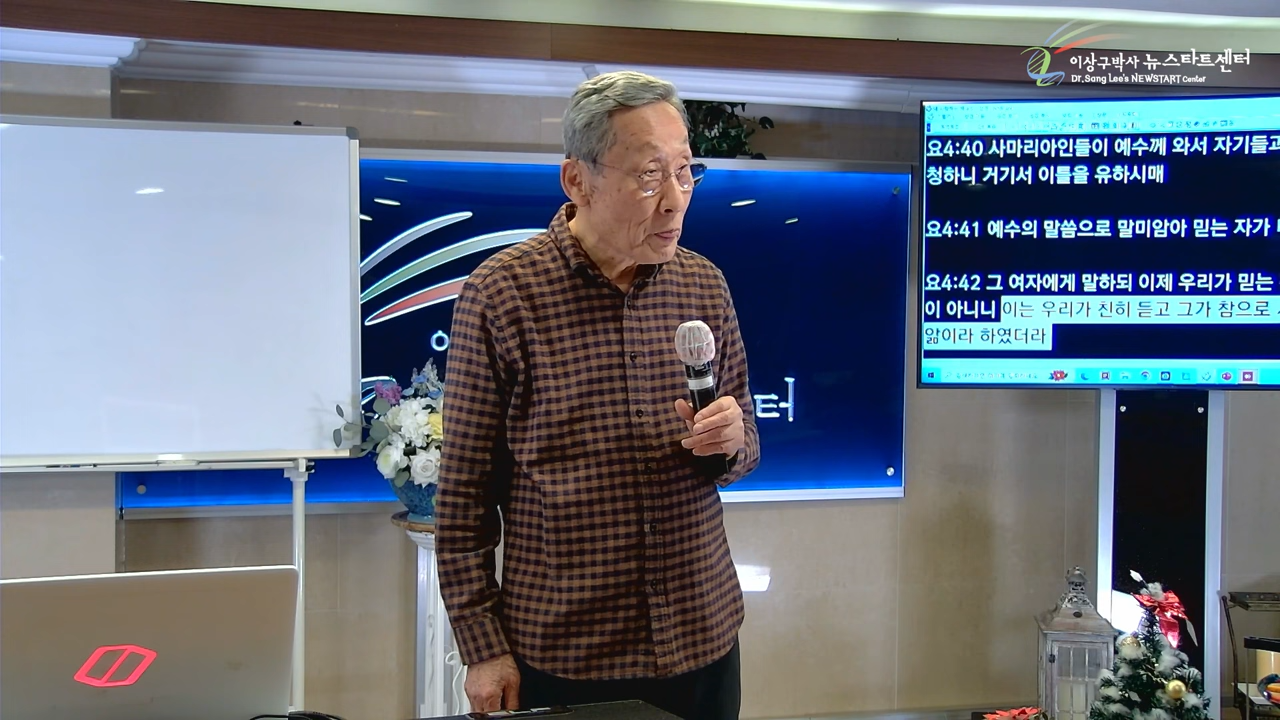 이상구박사 뉴스타트센터
Dr. Sang Lee's NEWSTART Center
요4:40 사마리아인들이 예수께 와서 자기들과
청하니 거기서 이틀을 유하시매
요4:41 예수의 말씀으로 말미암아 믿는 자가
요4:42 그 여자에게 말하되 이제 우리가 믿는
이 아니니 이는 우리가 친히 듣고 그가 참으로
앎이라 하였더라
터